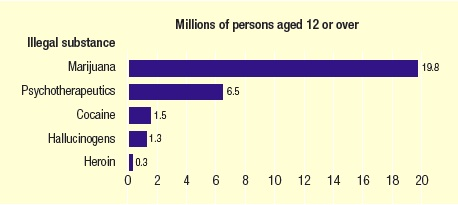 Millions of persons aged 12 or over
Illegal substance
Marijuana 19.8
Psychotherapeutics 6.5
Cocaine 1.5
Hallucinogens 1.3
Heroin 0.3
0 2 4 6 8 10 12 14 16 18 20